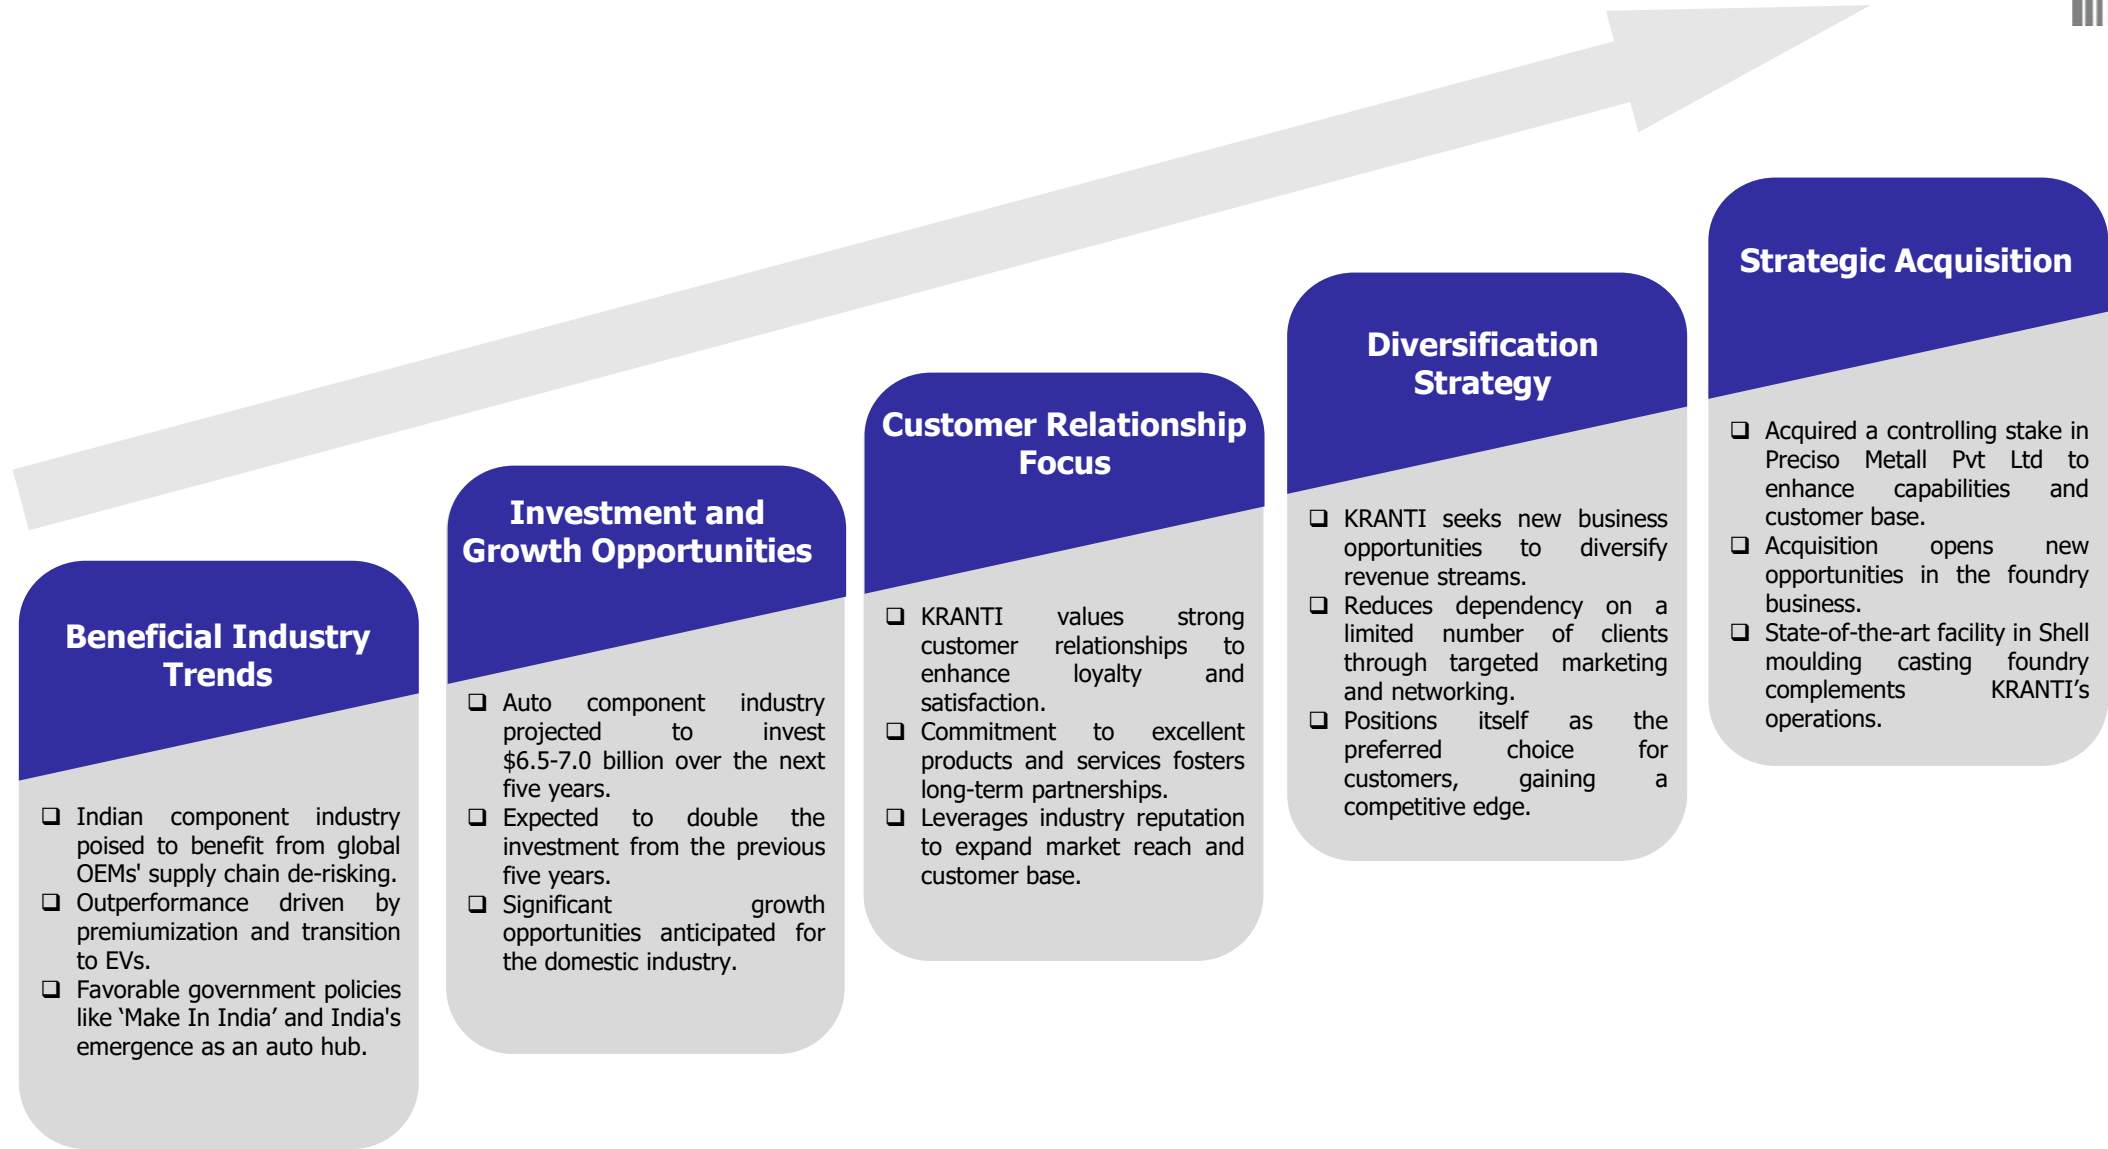 Beneficial Industry
Trends
❑ Indian component industry
poised to benefit from global
OEMs' supply chain de-risking.
❑ Outperformance driven by
premiumization and transition
to EVs.
❑ Favorable government policies
like ‘Make In India’ and India's
emergence as an auto hub.
Investment and
Growth Opportunities
❑ Auto component industry
projected to invest
$6.5-7.0 billion over the next
five years.
❑ Expected to double the
investment from the previous
five years.
❑ Significant growth
opportunities anticipated for
the domestic industry.
Customer Relationship
Focus
❑ KRANTI values strong
customer relationships to
enhance loyalty and
satisfaction.
❑ Commitment to excellent
products and services fosters
long-term partnerships.
❑ Leverages industry reputation
to expand market reach and
customer base.
Diversification
Strategy
❑ KRANTI seeks new business
opportunities to diversify
revenue streams.
❑ Reduces dependency on a
limited number of clients
through targeted marketing
and networking.
❑ Positions itself as the
preferred choice for
customers, gaining a
competitive edge.
Strategic Acquisition
❑ Acquired a controlling stake in
Preciso Metall Pvt Ltd to
enhance capabilities and
customer base.
❑ Acquisition opens new
opportunities in the foundry
business.
❑ State-of-the-art facility in Shell
moulding casting foundry
complements KRANTI’s
operations.